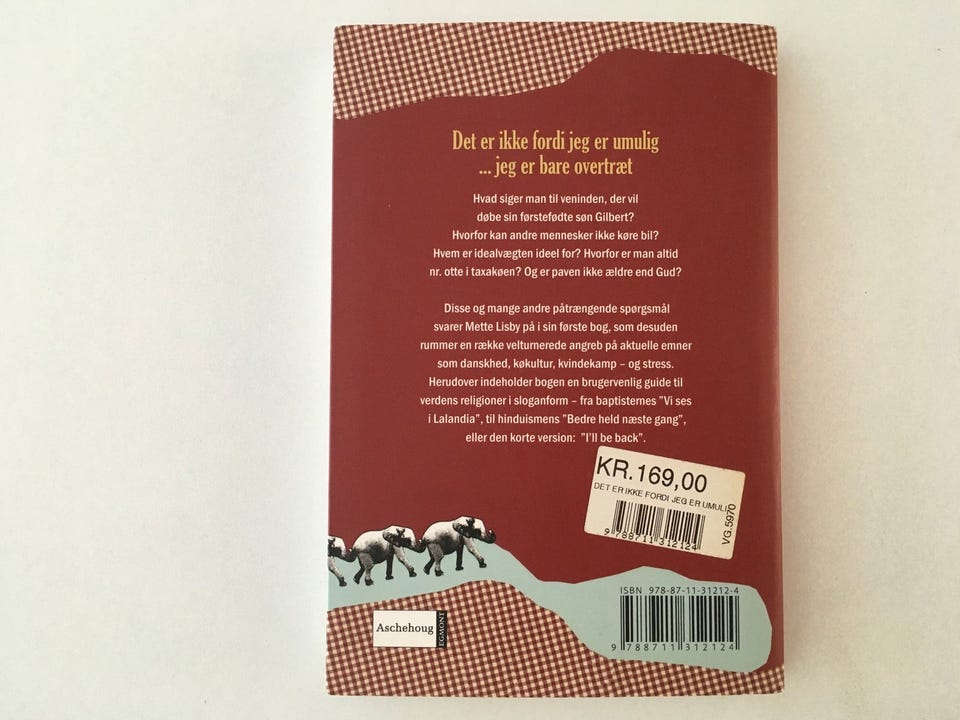 Det er ikke fordi jeg er umulig
... jeg er bare overtræt
Hvad siger man til veninden, der vil
døbe sin førstefødte søn Gilbert?
Hvorfor kan andre mennesker ikke køre bil?
Hvem er idealvægten ideel for? Hvorfor er man altid
nr. otte i taxakøen? Og er paven ikke ældre end Gud?
Disse og mange andre påtrængende spørgsmål
svarer Mette Lisby på i sin første bog, som desuden
rummer en række velturnerede angreb på aktuelle emner
som danskhed, køkultur, kvindekamp – og stress.
Herudover indeholder bogen en brugervenlig guide til
verdens religioner i sloganform – fra baptisternes ”Vi ses
i Lalandia”, til hinduismens ”Bedre held næste gang”,
eller den korte version: ”I’ll be back”.
KR.169,00
DET ER IKKE FORDI JEG ER UMULI
9 788711 312124
VG.5970
ISBN 978-87-11-31212-4
9 788711 312124
Aschehoug
EGMONT